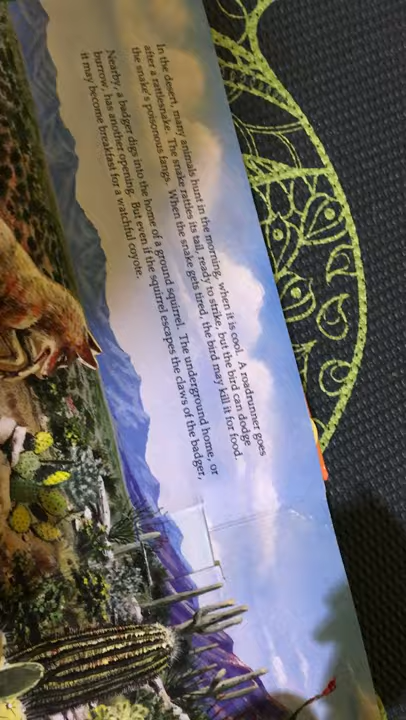 In the desert, many animals hunt in the morning, when it is cool. A roadrunner goes
after a rattlesnake. The snake rattles its tail, ready to strike, but the bird can dodge
the snake's poisonous fangs. When the snake gets tired, the bird may kill it for food.
Nearby, a badger digs into the home of a ground squirrel. The underground home, or
burrow, has another opening. But even if the squirrel escapes the claws of the badger,
it may become breakfast for a watchful coyote.